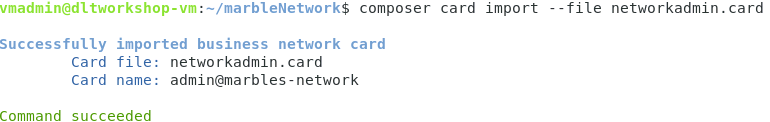 vmadmin@dltworkshop-vm:~/marbleNetwork$ composer card import --file networkadmin.card
Successfully imported business network card
Card file: networkadmin.card
Card name: admin@marbles-network
Command succeeded